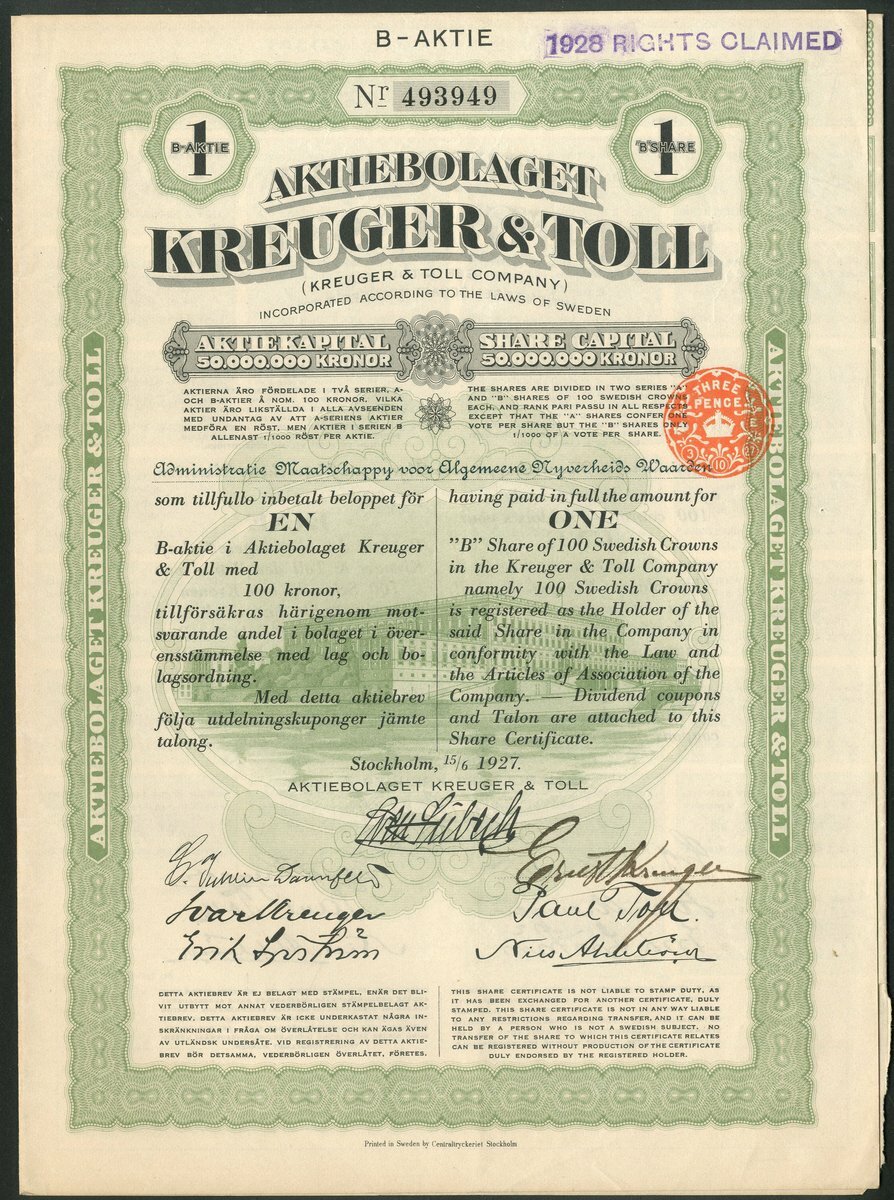 B-AKTIE
1928 RIGHTS CLAIMED
Nr 493949
1
B-AKTIE
1
"B" SHARE
AKTIEBOLAGET
KREUGER & TOLL
(KREUGER & TOLL COMPANY)
INCORPORATED ACCORDING TO THE LAWS OF SWEDEN
AKTIEKAPITAL
50.000.000 KRONOR
SHARE CAPITAL
50.000.000 KRONOR
AKTIERNA ÄRO FÖRDELADE I TVÅ SERIER, A-
OCH B-AKTIER Å NOM. 100 KRONOR, VILKA
AKTIER ÄRO LIKSTÄLLDA I ALLA AVSEENDEN
MED UNDANTAG AV ATT A-SERIENS AKTIER
MEDFÖRA EN RÖST, MEN AKTIER I SERIEN B
ALLENAST 1/1000 RÖST PER AKTIE.
THE SHARES ARE DIVIDED IN TWO SERIES "A"
AND "B" SHARES OF 100 SWEDISH CROWNS
EACH, AND RANK PARI PASSU IN ALL RESPECTS
EXCEPT THAT THE "A" SHARES CONFER ONE
VOTE PER SHARE BUT THE "B" SHARES ONLY
1/1000 OF A VOTE PER SHARE.
THREE
PENCE
3 10 27
Administratie Maatschappy voor Algemeene Nyverheids Waarden
som tillfullo inbetalt beloppet för
EN
B-aktie i Aktiebolaget Kreuger
& Toll med
100 kronor,
tillförsäkras härigenom mot-
svarande andel i bolaget i över-
ensstämmelse med lag och bo-
lagsordning.
Med detta aktiebrev
följa utdelningskuponger jämte
talong.
having paid in full the amount for
ONE
"B" Share of 100 Swedish Crowns
in the Kreuger & Toll Company
namely 100 Swedish Crowns
is registered as the Holder of the
said Share in the Company in
conformity with the Law and
the Articles of Association of the
Company. — Dividend coupons
and Talon are attached to this
Share Certificate.
Stockholm, 15/6 1927.
AKTIEBOLAGET KREUGER & TOLL
Ernst Kreuger
Ivar Kreuger
Paul Toll.
DETTA AKTIEBREV ÄR EJ BELAGT MED STÄMPEL, ENÄR DET BLI-
VIT UTBYTT MOT ANNAT VEDERBÖRLIGEN STÄMPELBELAGT AK-
TIEBREV. DETTA AKTIEBREV ÄR ICKE UNDERKASTAT NÅGRA IN-
SKRÄNKNINGAR I FRÅGA OM ÖVERLÅTELSE OCH KAN ÄGAS ÄVEN
AV UTLÄNDSK UNDERSÅTE. VID REGISTRERING AV DETTA AKTIE-
BREV BÖR DETSAMMA, VEDERBÖRLIGEN ÖVERLÅTET, FÖRETES.
THIS SHARE CERTIFICATE IS NOT LIABLE TO STAMP DUTY, AS
IT HAS BEEN EXCHANGED FOR ANOTHER CERTIFICATE, DULY
STAMPED. THIS SHARE CERTIFICATE IS NOT IN ANY WAY LIABLE
TO ANY RESTRICTIONS REGARDING TRANSFER, AND IT CAN BE
HELD BY A PERSON WHO IS NOT A SWEDISH SUBJECT. NO
TRANSFER OF THE SHARE TO WHICH THIS CERTIFICATE RELATES
CAN BE REGISTERED WITHOUT PRODUCTION OF THE CERTIFICATE
DULY ENDORSED BY THE REGISTERED HOLDER.
AKTIEBOLAGET KREUGER & TOLL
AKTIEBOLAGET KREUGER & TOLL
Printed in Sweden by Centraltryckeriet Stockholm